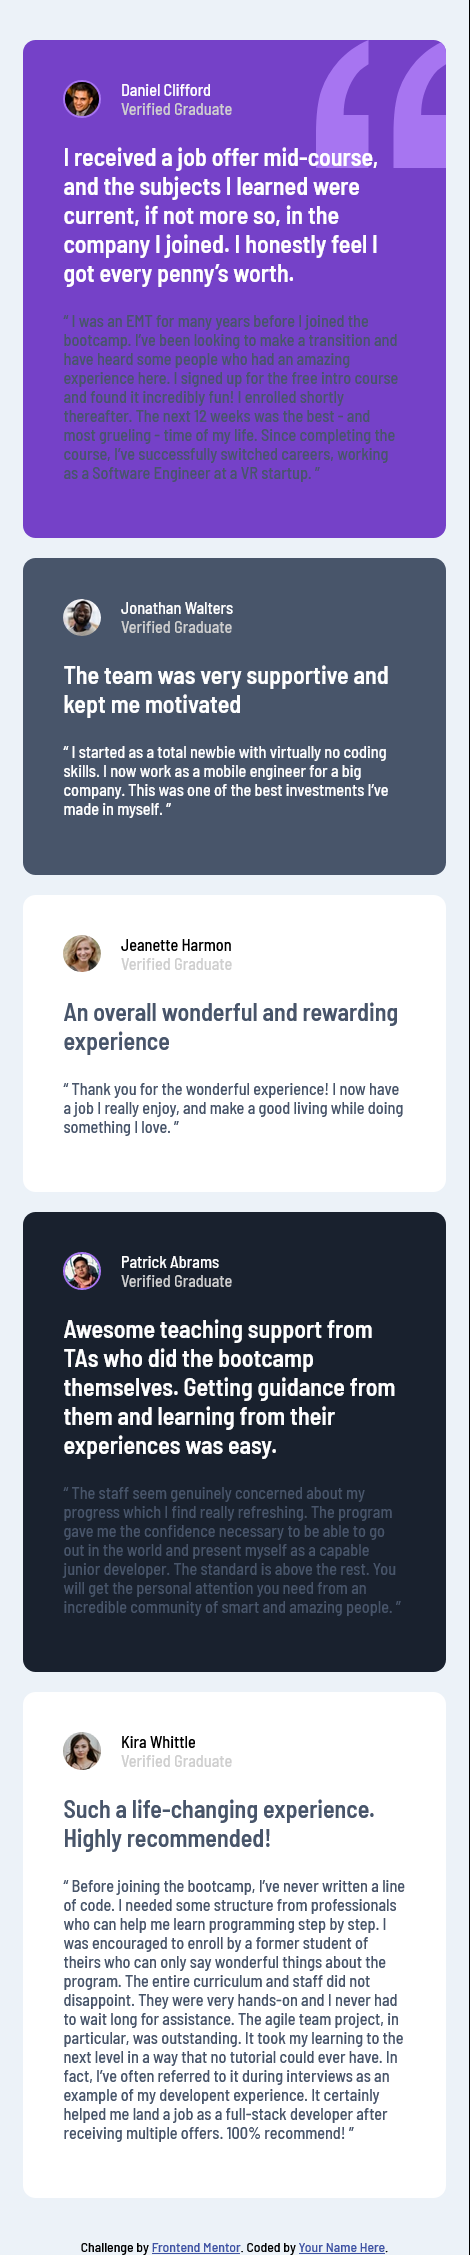 Daniel Clifford
Verified Graduate
I received a job offer mid-course,
and the subjects I learned were
current, if not more so, in the
company I joined. I honestly feel I
got every penny’s worth.
“ I was an EMT for many years before I joined the
bootcamp. I’ve been looking to make a transition and
have heard some people who had an amazing
experience here. I signed up for the free intro course
and found it incredibly fun! I enrolled shortly
thereafter. The next 12 weeks was the best - and
most grueling - time of my life. Since completing the
course, I’ve successfully switched careers, working
as a Software Engineer at a VR startup. ”
Jonathan Walters
Verified Graduate
The team was very supportive and
kept me motivated
“ I started as a total newbie with virtually no coding
skills. I now work as a mobile engineer for a big
company. This was one of the best investments I’ve
made in myself. ”
Jeanette Harmon
Verified Graduate
An overall wonderful and rewarding
experience
“ Thank you for the wonderful experience! I now have
a job I really enjoy, and make a good living while doing
something I love. ”
Patrick Abrams
Verified Graduate
Awesome teaching support from
TAs who did the bootcamp
themselves. Getting guidance from
them and learning from their
experiences was easy.
“ The staff seem genuinely concerned about my
progress which I find really refreshing. The program
gave me the confidence necessary to be able to go
out in the world and present myself as a capable
junior developer. The standard is above the rest. You
will get the personal attention you need from an
incredible community of smart and amazing people. ”
Kira Whittle
Verified Graduate
Such a life-changing experience.
Highly recommended!
“ Before joining the bootcamp, I’ve never written a line
of code. I needed some structure from professionals
who can help me learn programming step by step. I
was encouraged to enroll by a former student of
theirs who can only say wonderful things about the
program. The entire curriculum and staff did not
disappoint. They were very hands-on and I never had
to wait long for assistance. The agile team project, in
particular, was outstanding. It took my learning to the
next level in a way that no tutorial could ever have. In
fact, I’ve often referred to it during interviews as an
example of my developent experience. It certainly
helped me land a job as a full-stack developer after
receiving multiple offers. 100% recommend! ”
Challenge by Frontend Mentor. Coded by Your Name Here.